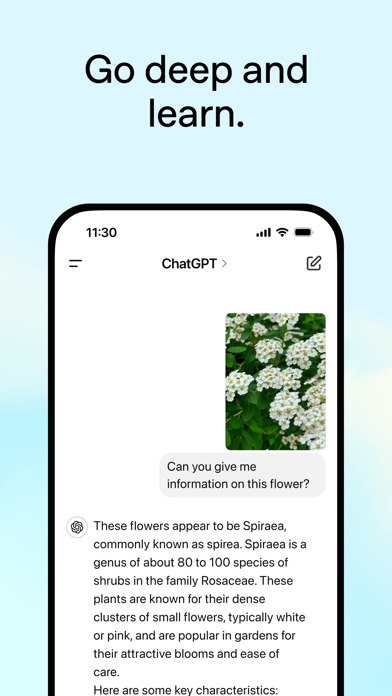 Go deep and
learn.
11:30
ChatGPT >
Can you give me
information on this flower?
These flowers appear to be Spiraea,
commonly known as spirea. Spiraea is a
genus of about 80 to 100 species of
shrubs in the family Rosaceae. These
plants are known for their dense
clusters of small flowers, typically white
or pink, and are popular in gardens for
their attractive blooms and ease of
care.
Here are some key characteristics: